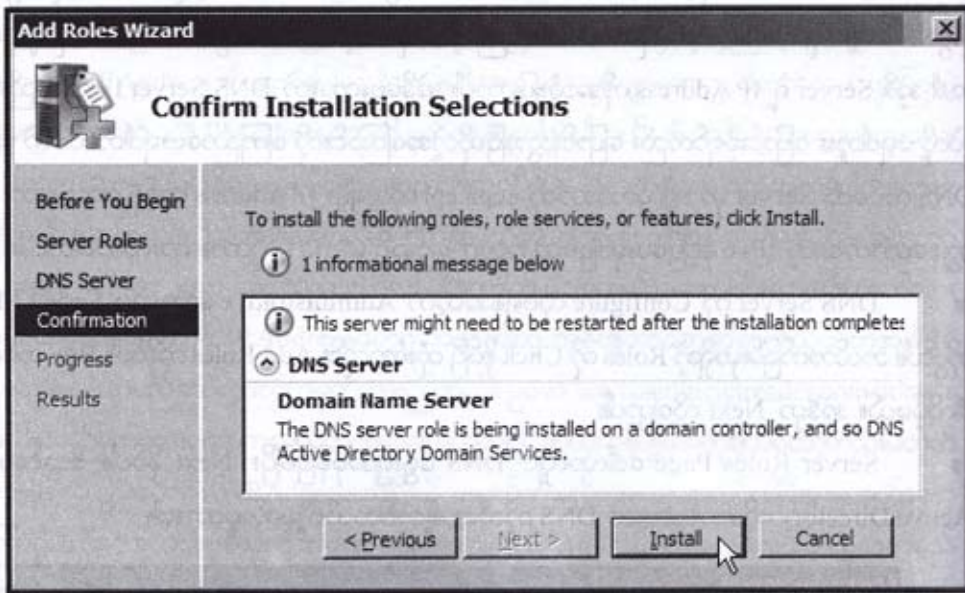 Add Roles Wizard
Confirm Installation Selections
Before You Begin
Server Roles
DNS Server
Confirmation
Progress
Results
To install the following roles, role services, or features, click Install.
1 informational message below
This server might need to be restarted after the installation completes
DNS Server
Domain Name Server
The DNS server role is being installed on a domain controller, and so DNS
Active Directory Domain Services.
< Previous
Next >
Install
Cancel